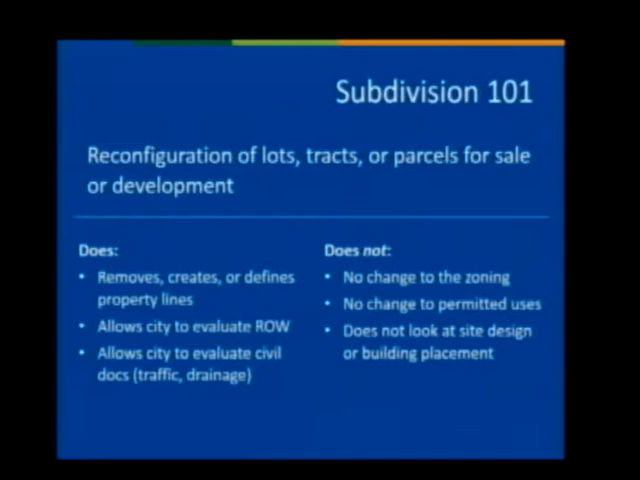 Subdivision 101
Reconfiguration of lots, tracts, or parcels for sale
or development
Does:
• Removes, creates, or defines
property lines
• Allows city to evaluate ROW
• Allows city to evaluate civil
docs (traffic, drainage)
Does not:
• No change to the zoning
• No change to permitted uses
• Does not look at site design
or building placement